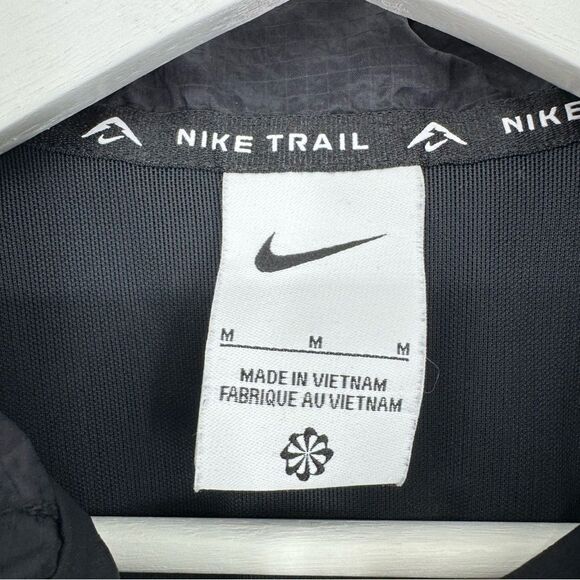 NIKE TRAIL NIKE
M M M
MADE IN VIETNAM
FABRIQUE AU VIETNAM